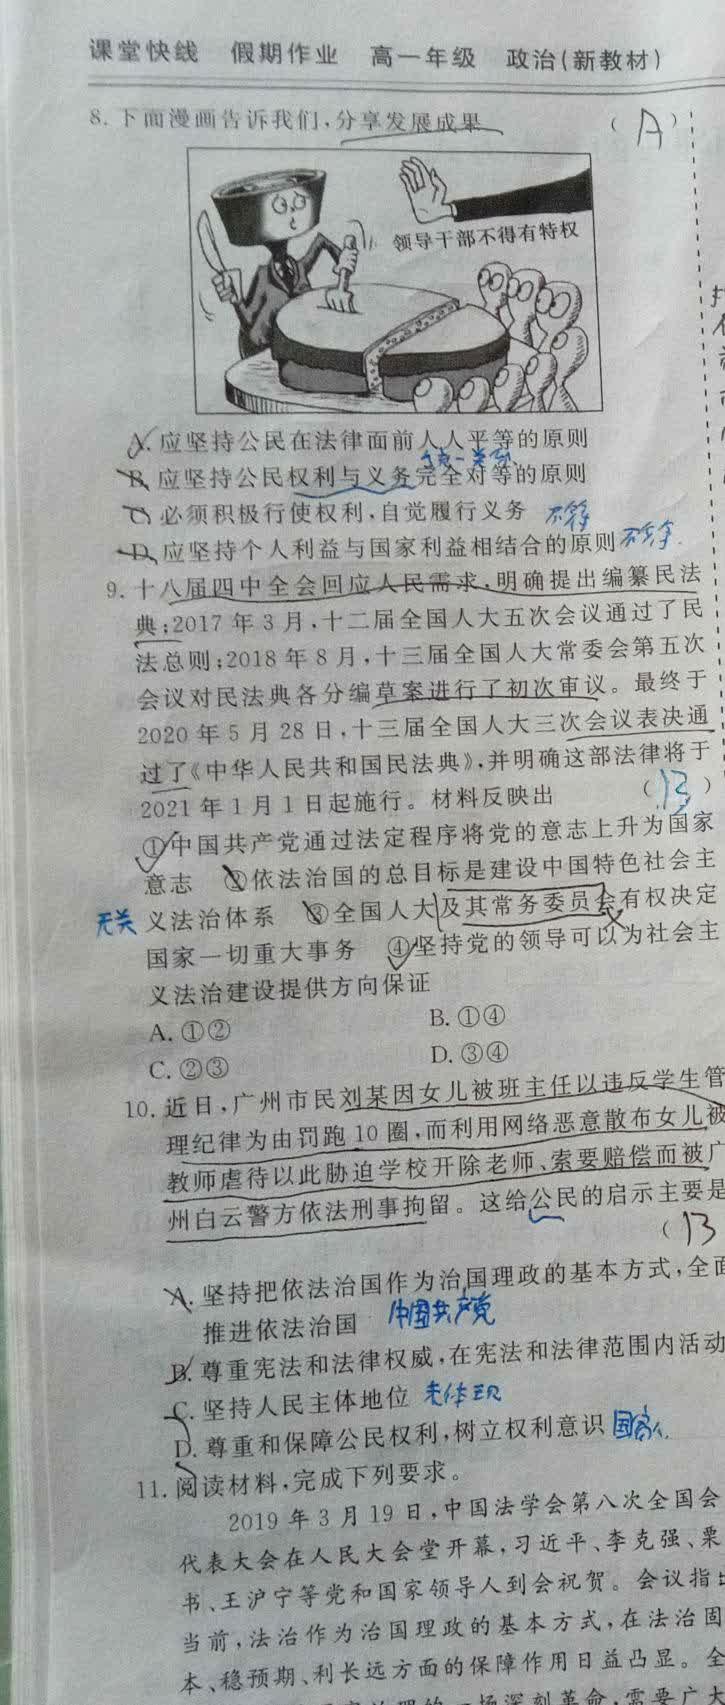 课堂快线 假期作业 高一年级 政治(新教材)
8. 下面漫画告诉我们,分享发展成果 ( A )
领导干部不得有特权
A. 应坚持公民在法律面前人人平等的原则
B. 应坚持公民权利与义务完全对等的原则
C. 必须积极行使权利,自觉履行义务 不符
D. 应坚持个人利益与国家利益相结合的原则 不符
9. 十八届四中全会回应人民需求,明确提出编纂民法
典;2017 年 3 月,十二届全国人大五次会议通过了民
法总则;2018 年 8 月,十三届全国人大常委会第五次
会议对民法典各分编草案进行了初次审议。最终于
2020 年 5 月 28 日,十三届全国人大三次会议表决通
过了《中华人民共和国民法典》,并明确这部法律将于
2021 年 1 月 1 日起施行。材料反映出 ( B )
①中国共产党通过法定程序将党的意志上升为国家
意志 ②依法治国的总目标是建设中国特色社会主
无关 义法治体系 ③全国人大及其常务委员会有权决定
国家一切重大事务 ④坚持党的领导可以为社会主
义法治建设提供方向保证
A. ①② B. ①④
C. ②③ D. ③④
10. 近日,广州市民刘某因女儿被班主任以违反学生管
理纪律为由罚跑 10 圈,而利用网络恶意散布女儿被
教师虐待以此胁迫学校开除老师、索要赔偿而被广
州白云警方依法刑事拘留。这给公民的启示主要是
( B
A. 坚持把依法治国作为治国理政的基本方式,全面
推进依法治国 中国共产党
B. 尊重宪法和法律权威,在宪法和法律范围内活动
C. 坚持人民主体地位 未体现
D. 尊重和保障公民权利,树立权利意识 国家
11. 阅读材料,完成下列要求。
2019 年 3 月 19 日,中国法学会第八次全国会
代表大会在人民大会堂开幕,习近平、李克强、栗
书、王沪宁等党和国家领导人到会祝贺。会议指
当前,法治作为治国理政的基本方式,在法治固
本、稳预期、利长远方面的保障作用日益凸显。全
一场深刻革命,需要广大